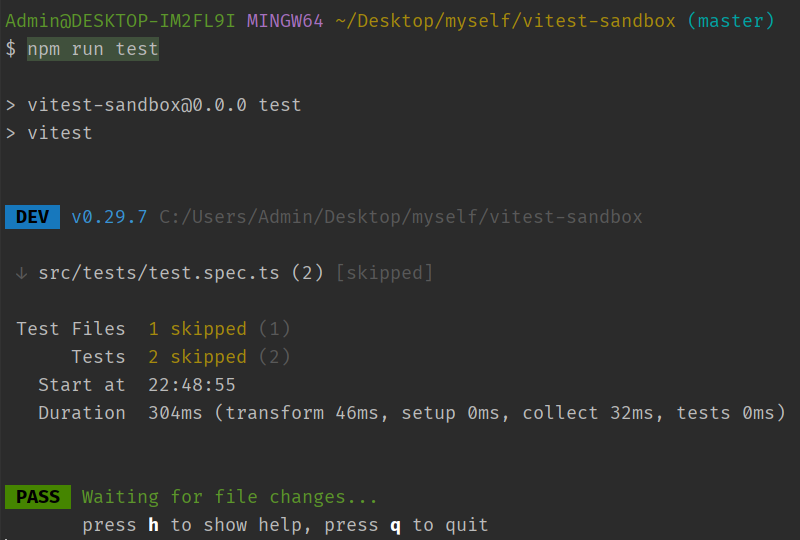 Admin@DESKTOP-IM2FL9I MINGW64 ~/Desktop/myself/vitest-sandbox (master)
$ npm run test
> vitest-sandbox@0.0.0 test
> vitest
DEV v0.29.7 C:/Users/Admin/Desktop/myself/vitest-sandbox
↓ src/tests/test.spec.ts (2) [skipped]
Test Files 1 skipped (1)
Tests 2 skipped (2)
Start at 22:48:55
Duration 304ms (transform 46ms, setup 0ms, collect 32ms, tests 0ms)
PASS Waiting for file changes...
press h to show help, press q to quit